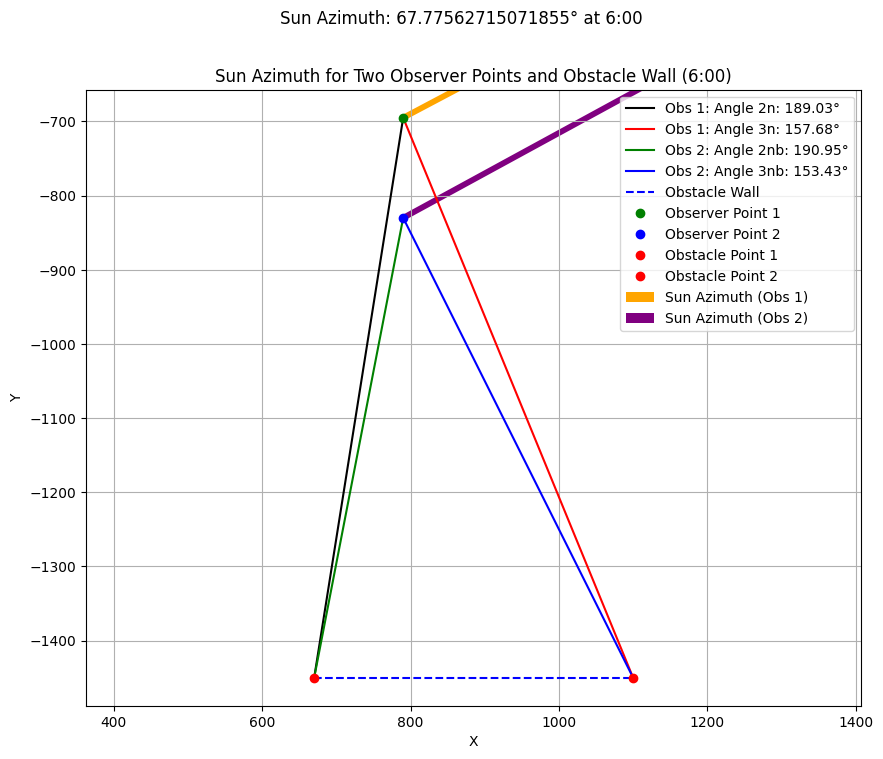 Sun Azimuth: 67.77562715071855° at 6:00
Sun Azimuth for Two Observer Points and Obstacle Wall (6:00)
Obs 1: Angle 2n: 189.03°
Obs 1: Angle 3n: 157.68°
Obs 2: Angle 2nb: 190.95°
Obs 2: Angle 3nb: 153.43°
Obstacle Wall
Observer Point 1
Observer Point 2
Obstacle Point 1
Obstacle Point 2
Sun Azimuth (Obs 1)
Sun Azimuth (Obs 2)
−700
−800
−900
−1000
−1100
−1200
−1300
−1400
Y
400
600
800
1000
1200
1400
X